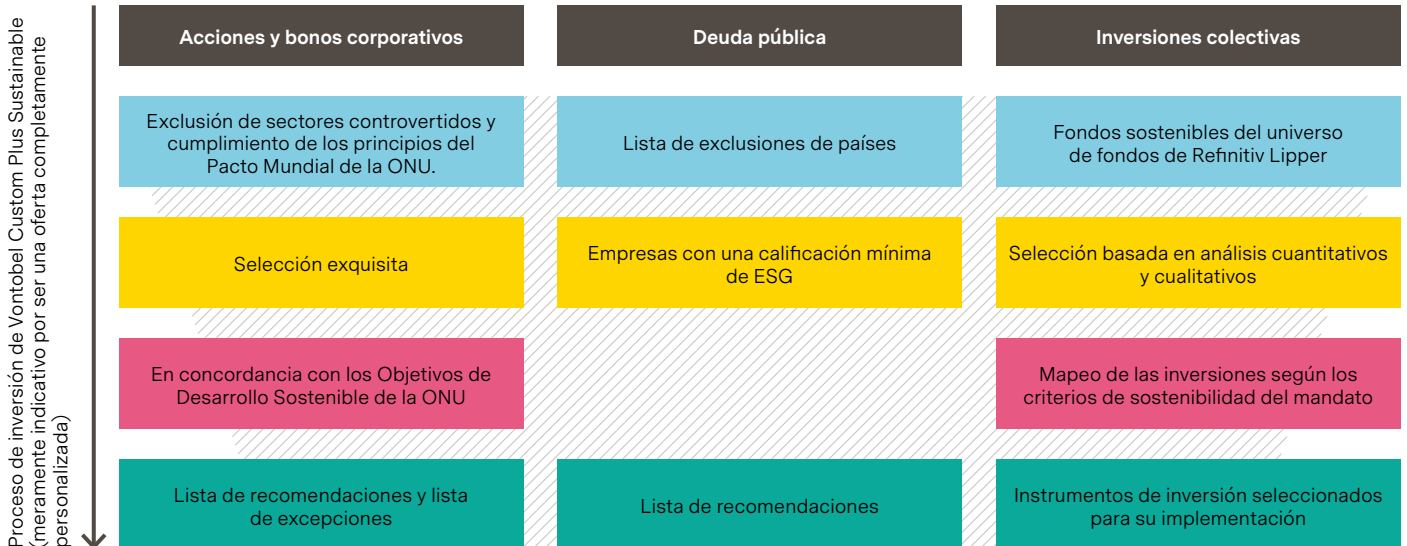 Proceso de inversión de Vontobel Custom Plus Sustainable
(meramente indicativo por ser una oferta completamente
personalizada)
Acciones y bonos corporativos
Deuda pública
Inversiones colectivas
Exclusión de sectores controvertidos y
cumplimiento de los principios del
Pacto Mundial de la ONU.
Lista de exclusiones de países
Fondos sostenibles del universo
de fondos de Refinitiv Lipper
Selección exquisita
Empresas con una calificación mínima
de ESG
Selección basada en análisis cuantitativos
y cualitativos
En concordancia con los Objetivos de
Desarrollo Sostenible de la ONU
Mapeo de las inversiones según los
criterios de sostenibilidad del mandato
Lista de recomendaciones y lista
de excepciones
Lista de recomendaciones
Instrumentos de inversión seleccionados
para su implementación